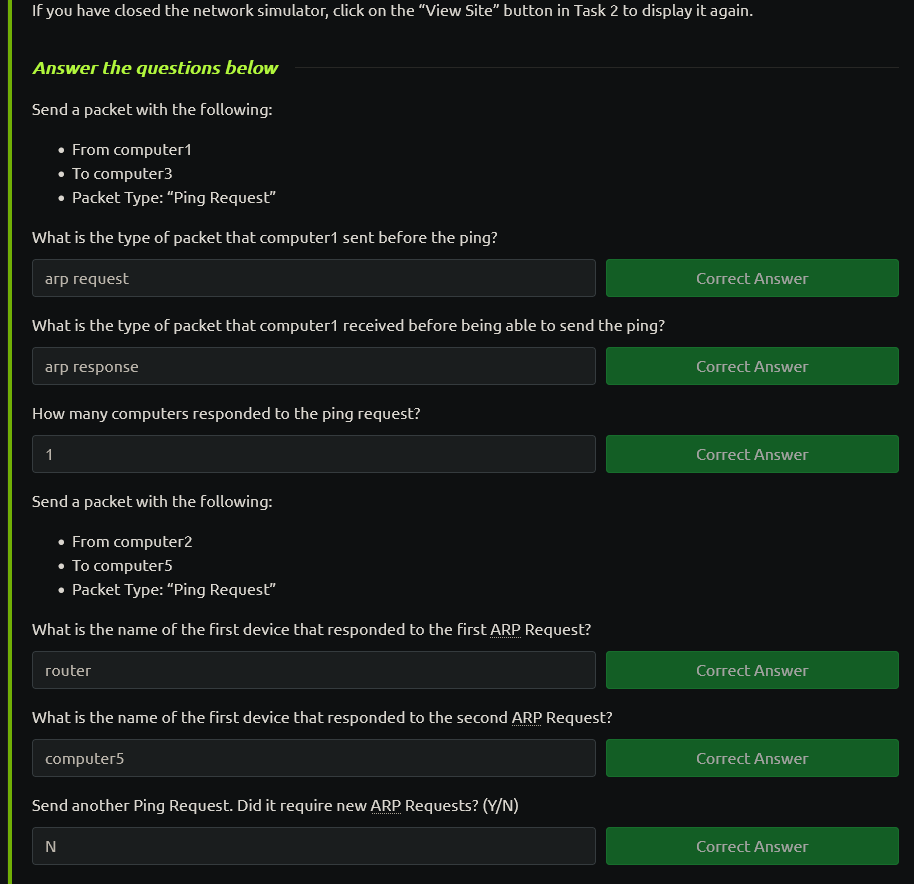 If you have closed the network simulator, click on the “View Site” button in Task 2 to display it again.
Answer the questions below
Send a packet with the following:
• From computer1
• To computer3
• Packet Type: “Ping Request”
What is the type of packet that computer1 sent before the ping?
arp request
Correct Answer
What is the type of packet that computer1 received before being able to send the ping?
arp response
Correct Answer
How many computers responded to the ping request?
1
Correct Answer
Send a packet with the following:
• From computer2
• To computer5
• Packet Type: “Ping Request”
What is the name of the first device that responded to the first ARP Request?
router
Correct Answer
What is the name of the first device that responded to the second ARP Request?
computer5
Correct Answer
Send another Ping Request. Did it require new ARP Requests? (Y/N)
N
Correct Answer